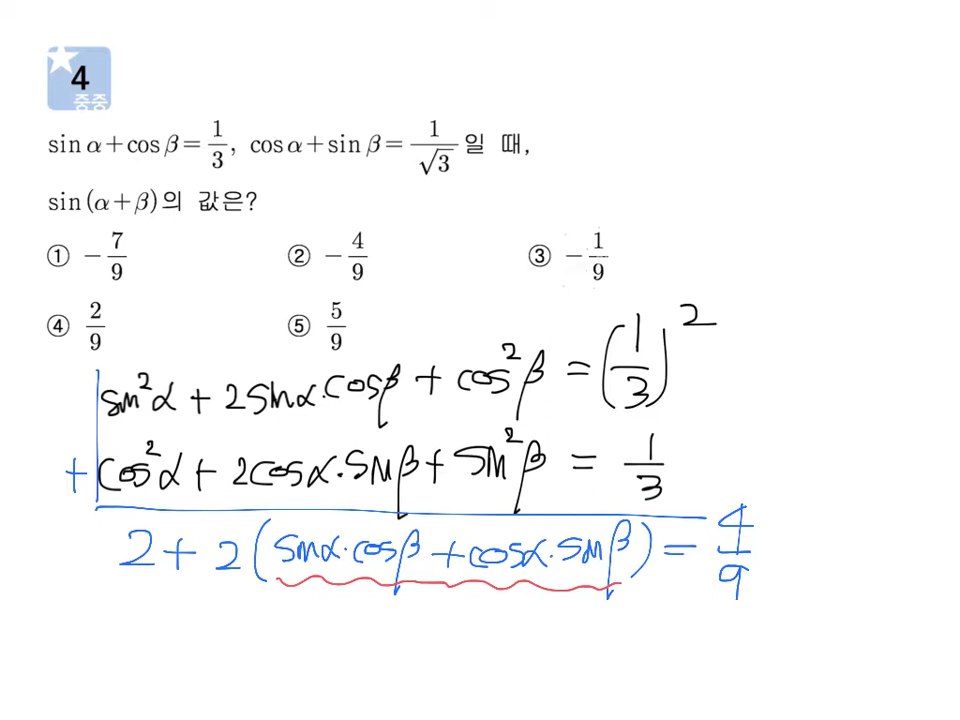 4
중중
sin α+cos β=1/3, cos α+sin β=1/√3 일 때,
sin (α+β)의 값은?
① −7/9 ② −4/9 ③ −1/9
④ 2/9 ⑤ 5/9
sin²α + 2sinα·cosβ + cos²β = (1/3)²
+ cos²α + 2cosα·sinβ + sin²β = 1/3
2 + 2(sinα·cosβ + cosα·sinβ) = 4/9